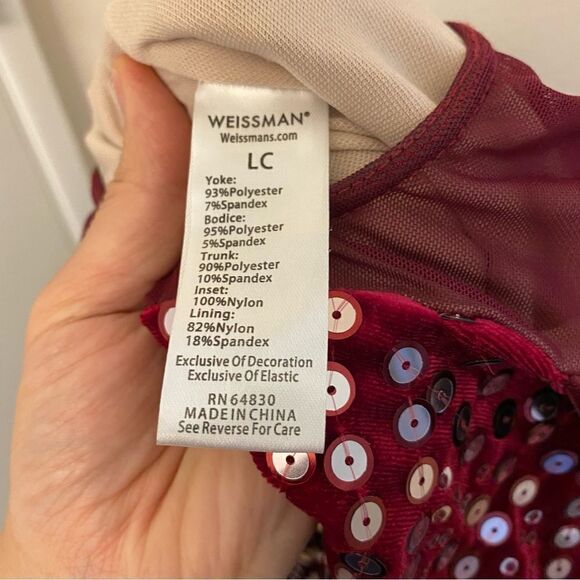 WEISSMAN®
Weissmans.com
LC
Yoke:
93%Polyester
7%Spandex
Bodice:
95%Polyester
5%Spandex
Trunk:
90%Polyester
10%Spandex
Inset:
100%Nylon
Lining:
82%Nylon
18%Spandex
Exclusive Of Decoration
Exclusive Of Elastic
RN 64830
MADE IN CHINA
See Reverse For Care